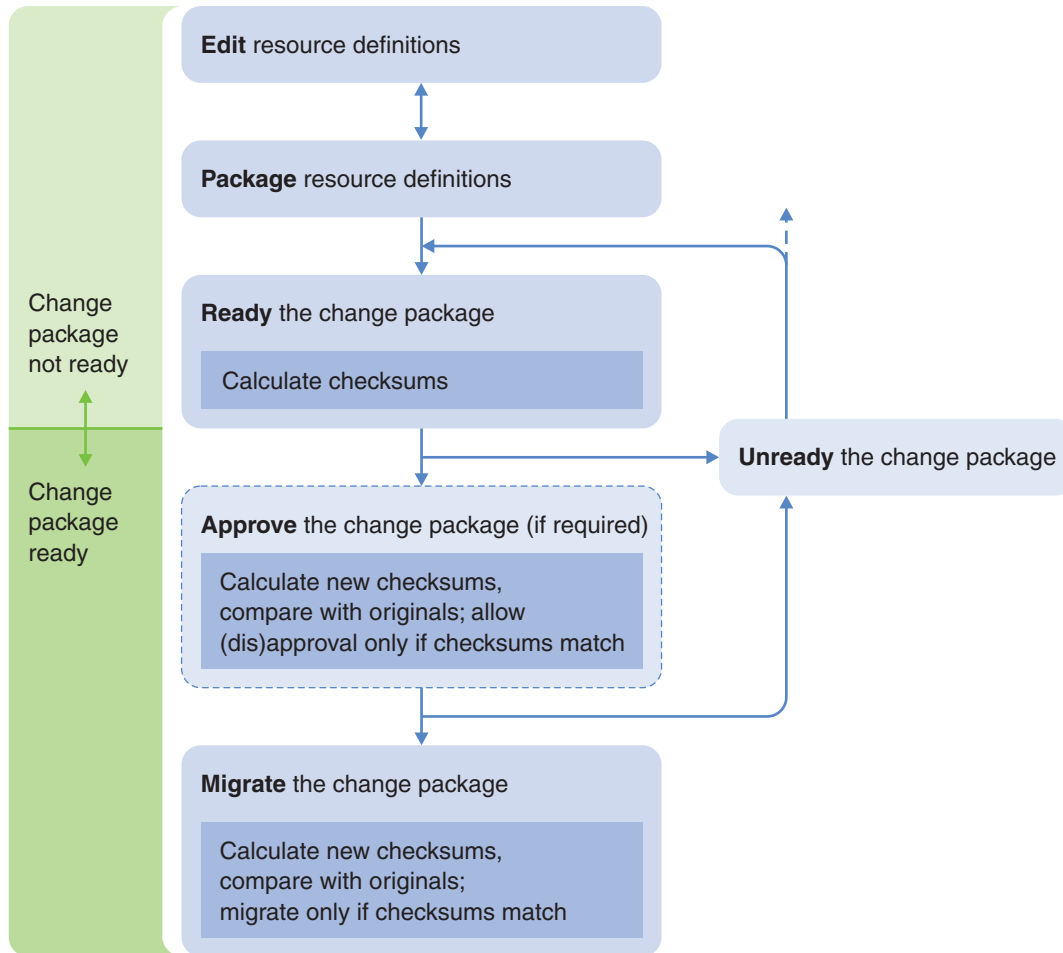 Edit resource definitions
Package resource definitions
Change
package
not ready
Ready the change package
Calculate checksums
Unready the change package
Change
package
ready
Approve the change package (if required)
Calculate new checksums,
compare with originals; allow
(dis)approval only if checksums match
Migrate the change package
Calculate new checksums,
compare with originals;
migrate only if checksums match